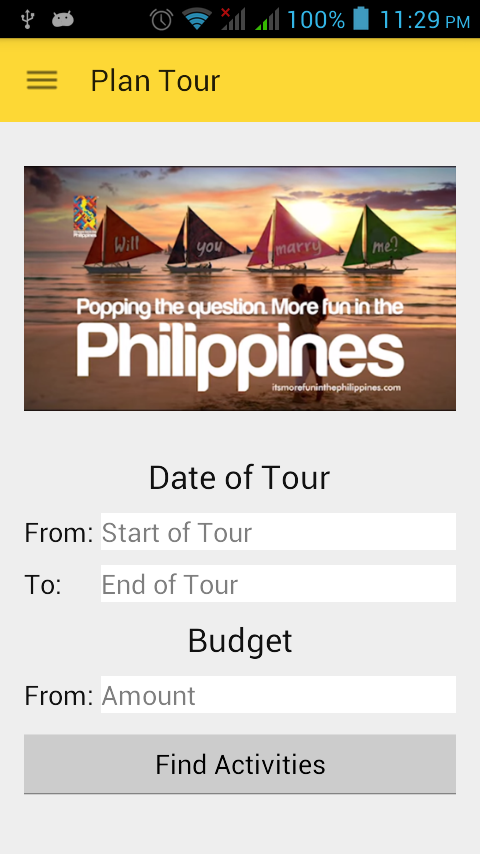 100% 11:29 PM
Plan Tour
Philippines
Will you marry me?
Popping the question. More fun in the
Philippines
itsmorefuninthephilippines.com
Date of Tour
From: Start of Tour
To: End of Tour
Budget
From: Amount
Find Activities